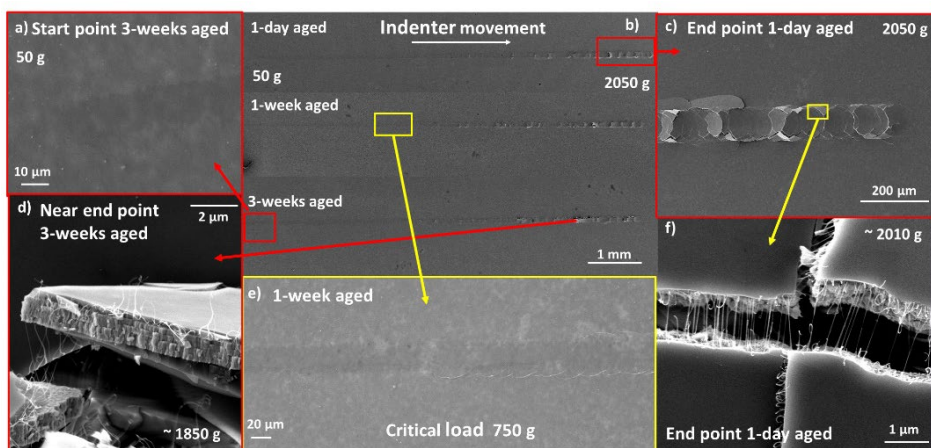 a) Start point 3-weeks aged
50 g
10 µm
1-day aged
Indenter movement
b)
50 g
2050 g
1-week aged
3-weeks aged
1 mm
c)
End point 1-day aged
2050 g
200 µm
d) Near end point
3-weeks aged
2 µm
~ 1850 g
e) 1-week aged
20 µm
Critical load 750 g
f)
~ 2010 g
End point 1-day aged
1 µm